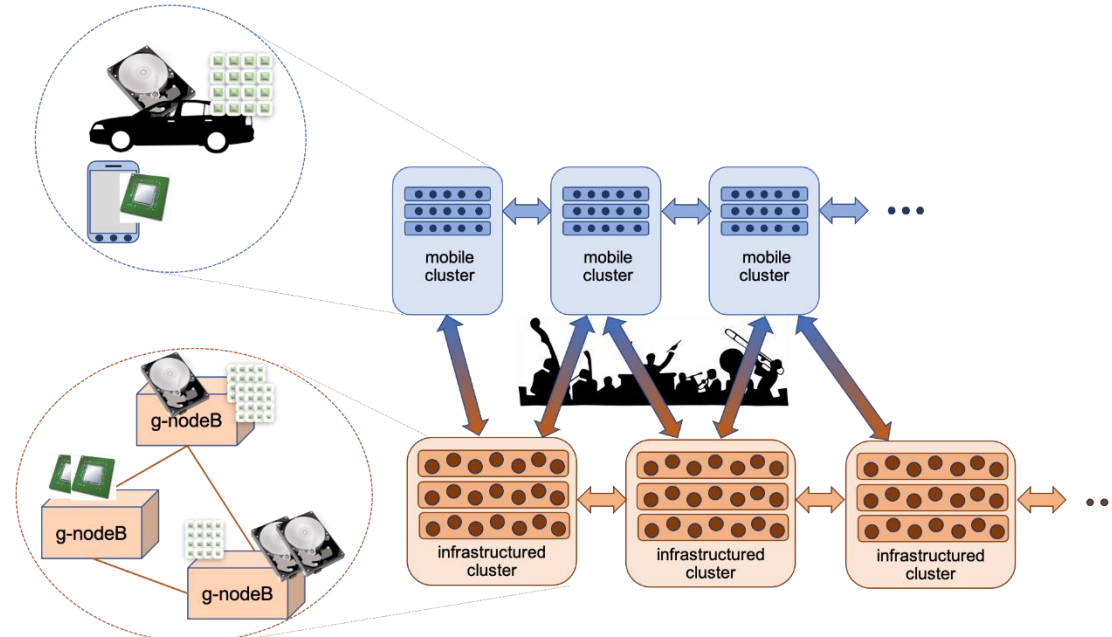 mobile
cluster
mobile
cluster
mobile
cluster
g-nodeB
g-nodeB
g-nodeB
infrastructured
cluster
infrastructured
cluster
infrastructured
cluster